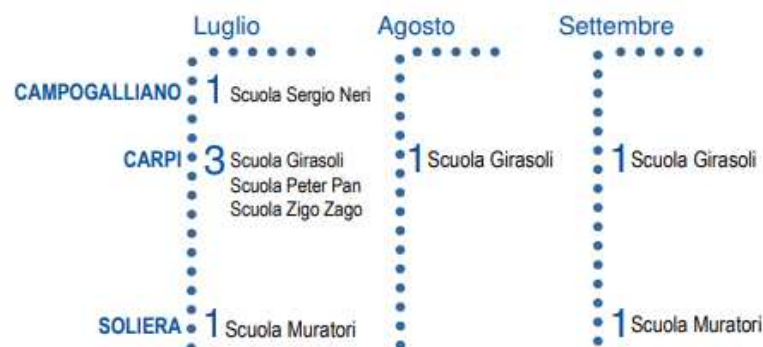 Luglio Agosto Settembre
CAMPOGALLIANO 1 Scuola Sergio Neri
CARPI 3 Scuola Girasoli 1 Scuola Girasoli 1 Scuola Girasoli
Scuola Peter Pan
Scuola Zigo Zago
SOLIERA 1 Scuola Muratori 1 Scuola Muratori